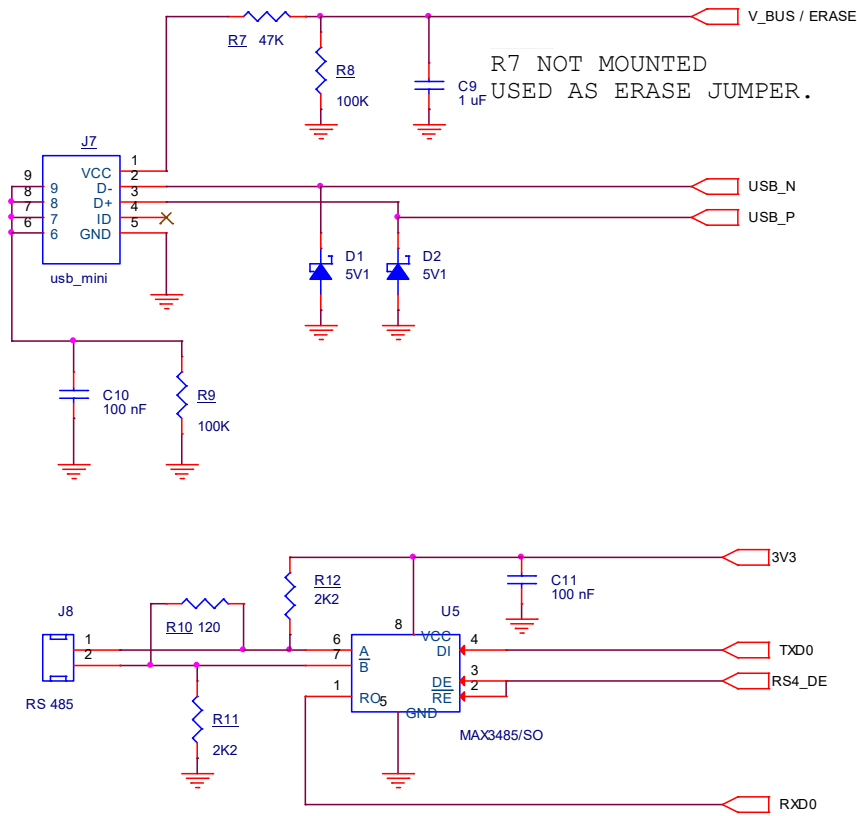 V_BUS / ERASE
R7 47K
R8
100K
C9
1 uF
R7 NOT MOUNTED
USED AS ERASE JUMPER.
J7
1
VCC
2
9
9
D-
3
8
8
D+
4
7
7
ID
5
6
6
GND
usb_mini
USB_N
USB_P
D1
5V1
D2
5V1
C10
100 nF
R9
100K
3V3
R12
2K2
C11
100 nF
J8
R10 120
U5
8
VCC
1
6
A
DI
4
TXD0
2
7
B
3
DE
RS4_DE
2
RE
1
RO
5
GND
RS 485
R11
2K2
MAX3485/SO
RXD0